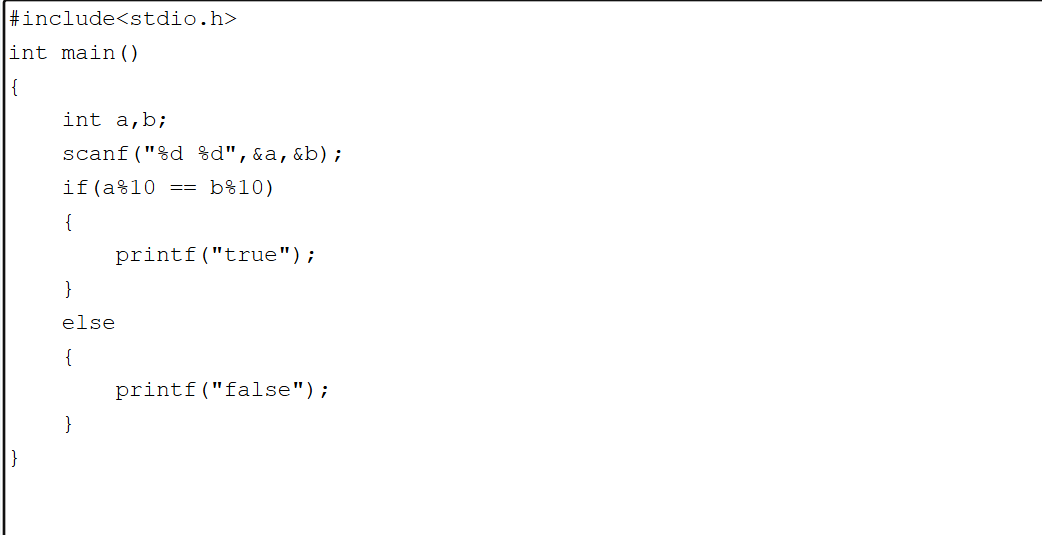 #include<stdio.h>
int main()
{
    int a,b;
    scanf("%d %d",&a,&b);
    if(a%10 == b%10)
    {
        printf("true");
    }
    else
    {
        printf("false");
    }
}